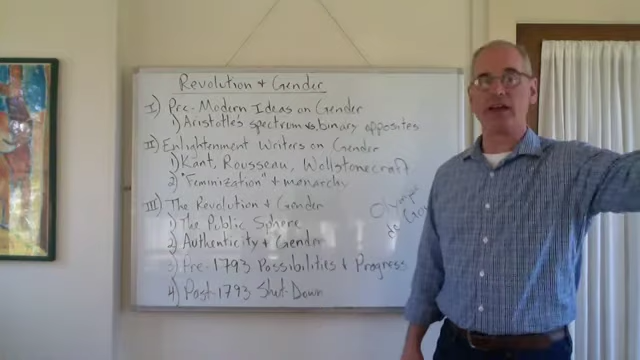 Revolution + Gender
I) Pre-Modern Ideas on Gender
1) Aristotle's spectrum vs binary opposites
II) Enlightenment Writers on Gender
1) Kant, Rousseau, Wollstonecraft
2) "Feminization" + monarchy
III) The Revolution + Gender
1) The Public Sphere
2) Authenticity + Gender
3) Pre-1793 Possibilities + Progress
4) Post-1793 Shut-Down
Olympe
de Gou